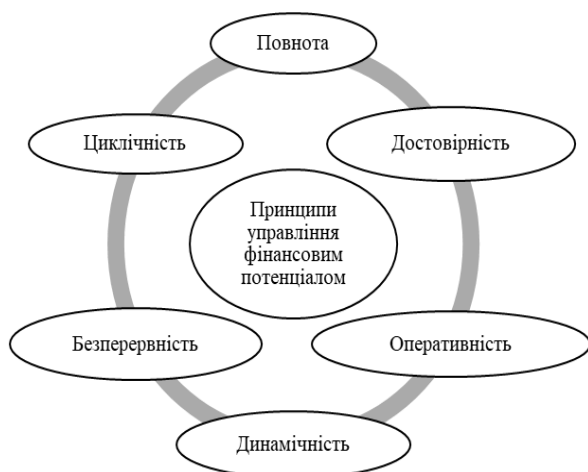 Повнота
Циклічність
Достовірність
Принципи
управління
фінансовим
потенціалом
Безперервність
Оперативність
Динамічність